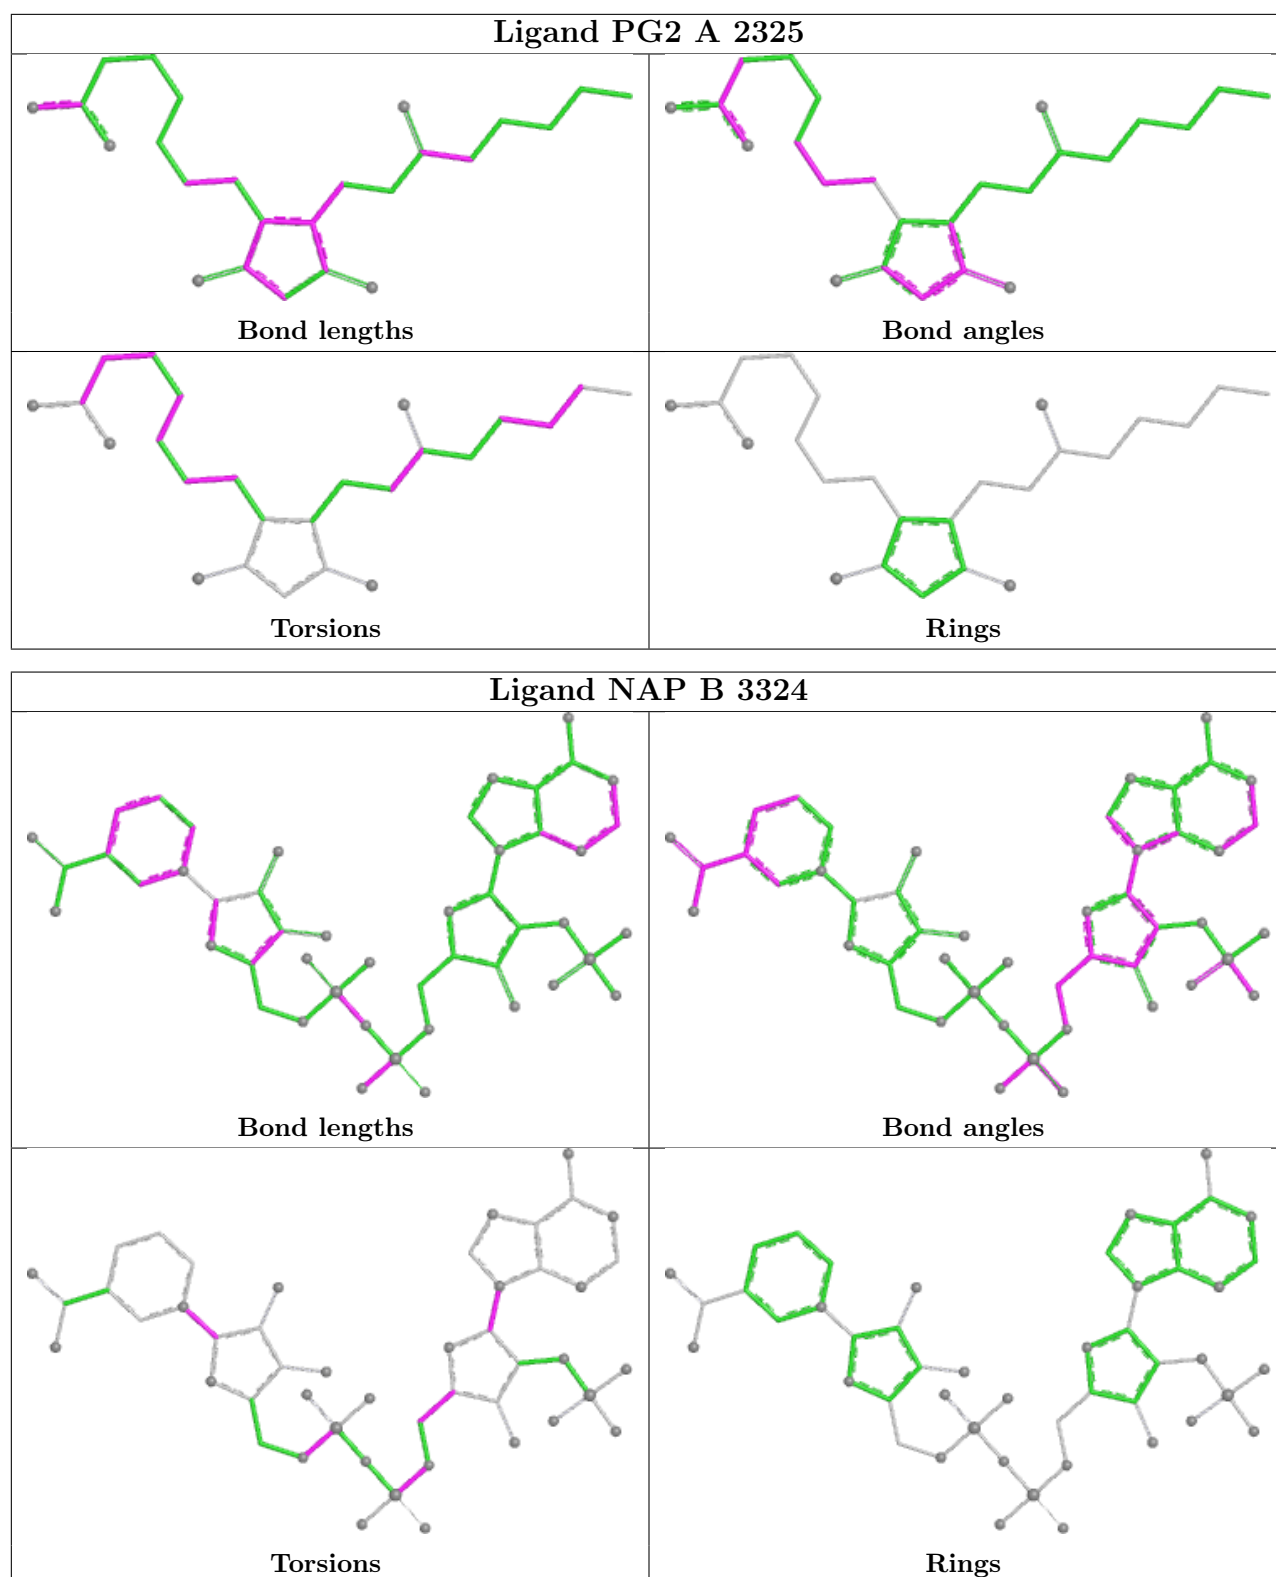 Ligand PG2 A 2325
Bond lengths
Bond angles
Torsions
Rings
Ligand NAP B 3324
Bond lengths
Bond angles
Torsions
Rings